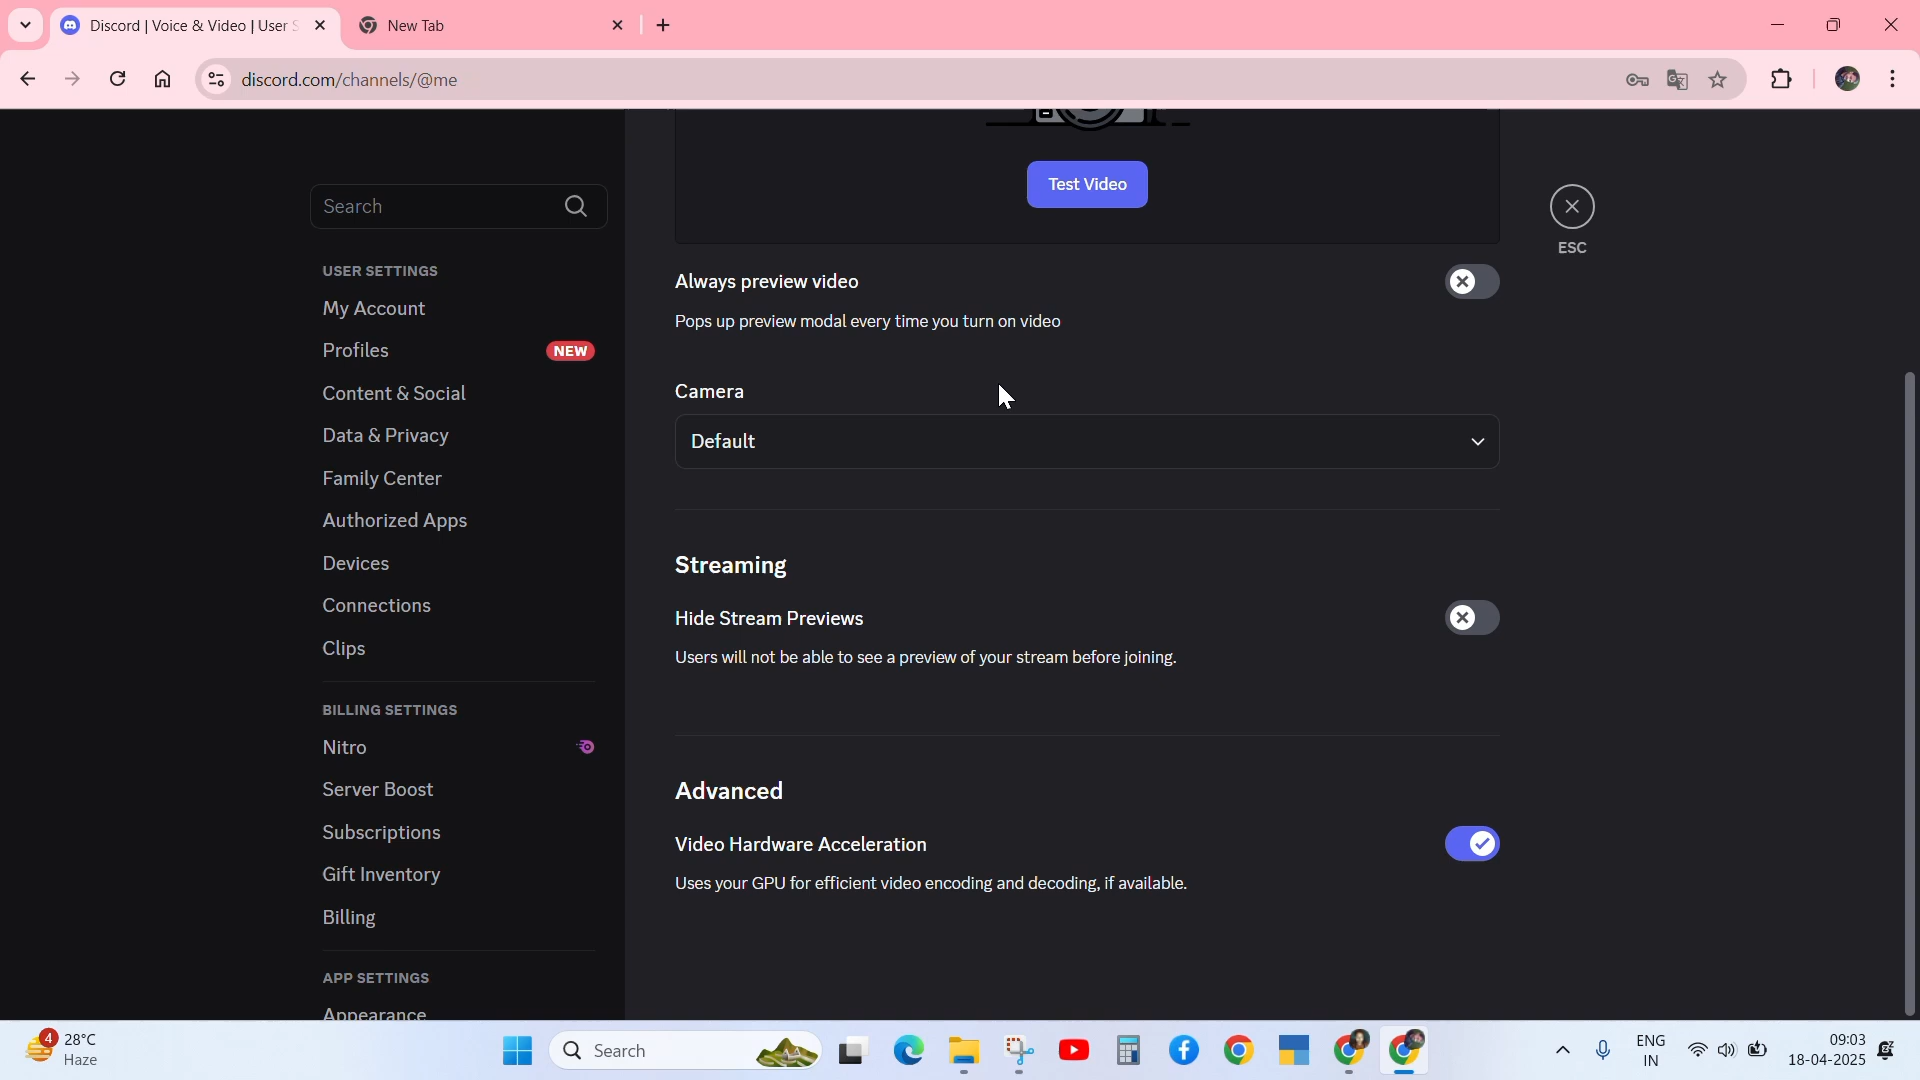 Discord | Voice & Video | User S
New Tab
discord.com/channels/@me
Search
USER SETTINGS
My Account
Profiles
NEW
Content & Social
Data & Privacy
Family Center
Authorized Apps
Devices
Connections
Clips
BILLING SETTINGS
Nitro
Server Boost
Subscriptions
Gift Inventory
Billing
APP SETTINGS
Appearance
Test Video
ESC
Always preview video
Pops up preview modal every time you turn on video
Camera
Default
Streaming
Hide Stream Previews
Users will not be able to see a preview of your stream before joining.
Advanced
Video Hardware Acceleration
Uses your GPU for efficient video encoding and decoding, if available.
4
28°C
Haze
Search
ENG
IN
09:03
18-04-2025